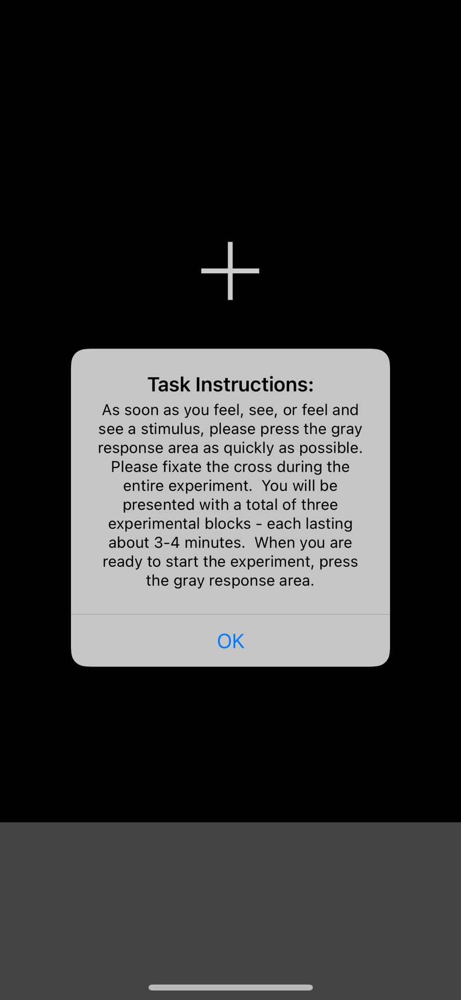 Task Instructions:
As soon as you feel, see, or feel and
see a stimulus, please press the gray
response area as quickly as possible.
Please fixate the cross during the
entire experiment.  You will be
presented with a total of three
experimental blocks - each lasting
about 3-4 minutes.  When you are
ready to start the experiment, press
the gray response area.
OK